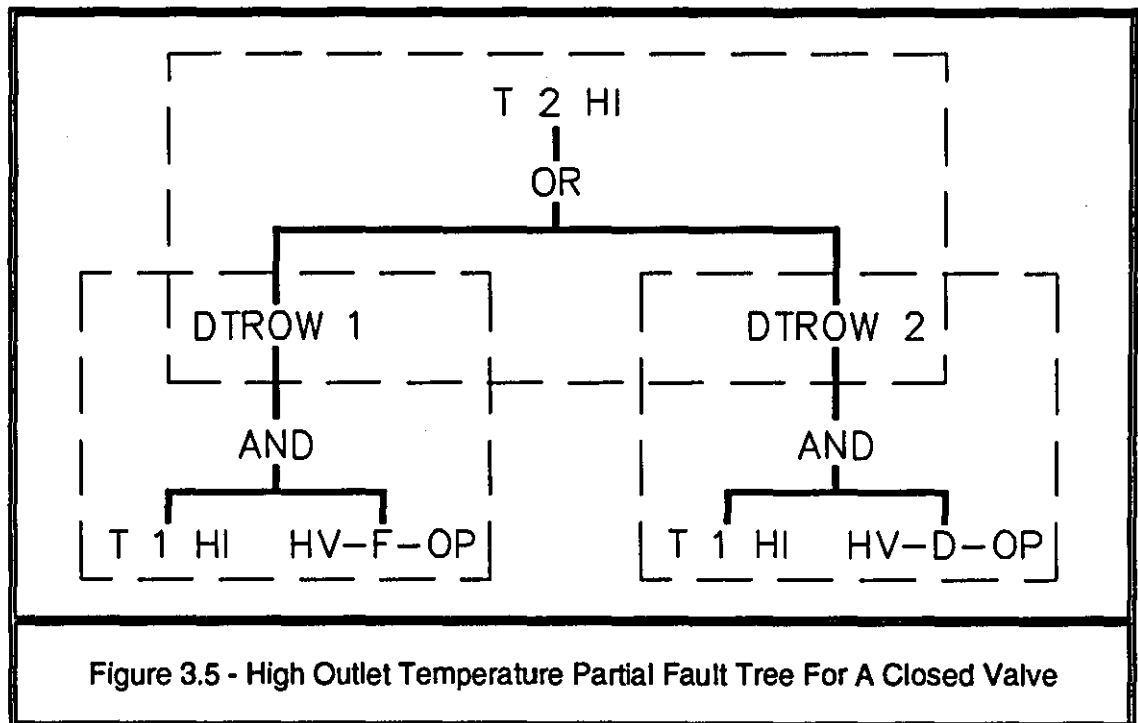 T 2 HI
OR
DTROW 1 DTROW 2
AND AND
T 1 HI HV-F-OP T 1 HI HV-D-OP
Figure 3.5 - High Outlet Temperature Partial Fault Tree For A Closed Valve